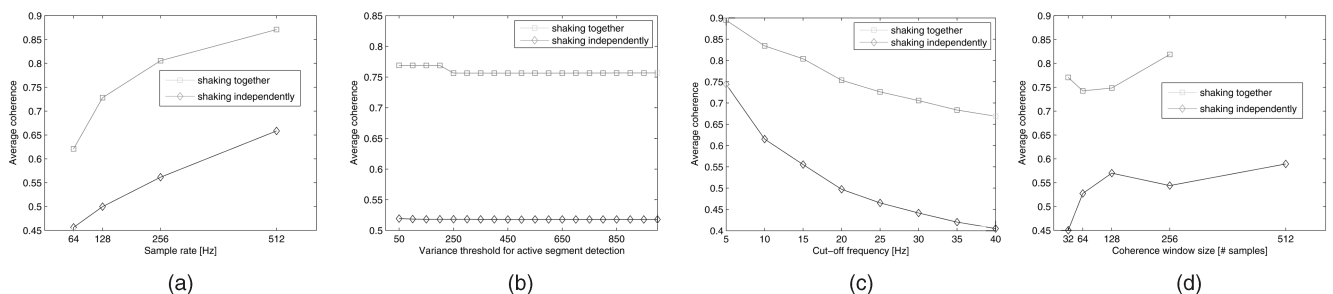 0.9
0.85
0.8
0.75
0.7
0.65
0.6
0.55
0.5
0.45
Average coherence
shaking together
shaking independently
64 128 256 512
Sample rate [Hz]
(a)
0.85
0.8
0.75
0.7
0.65
0.6
0.55
0.5
Average coherence
shaking together
shaking independently
50 250 450 650 850
Variance threshold for active segment detection
(b)
0.9
0.85
0.8
0.75
0.7
0.65
0.6
0.55
0.5
0.45
0.4
Average coherence
shaking together
shaking independently
5 10 15 20 25 30 35 40
Cut-off frequency [Hz]
(c)
0.9
0.85
0.8
0.75
0.7
0.65
0.6
0.55
0.5
0.45
Average coherence
shaking together
shaking independently
32 64 128 256 512
Coherence window size [# samples]
(d)